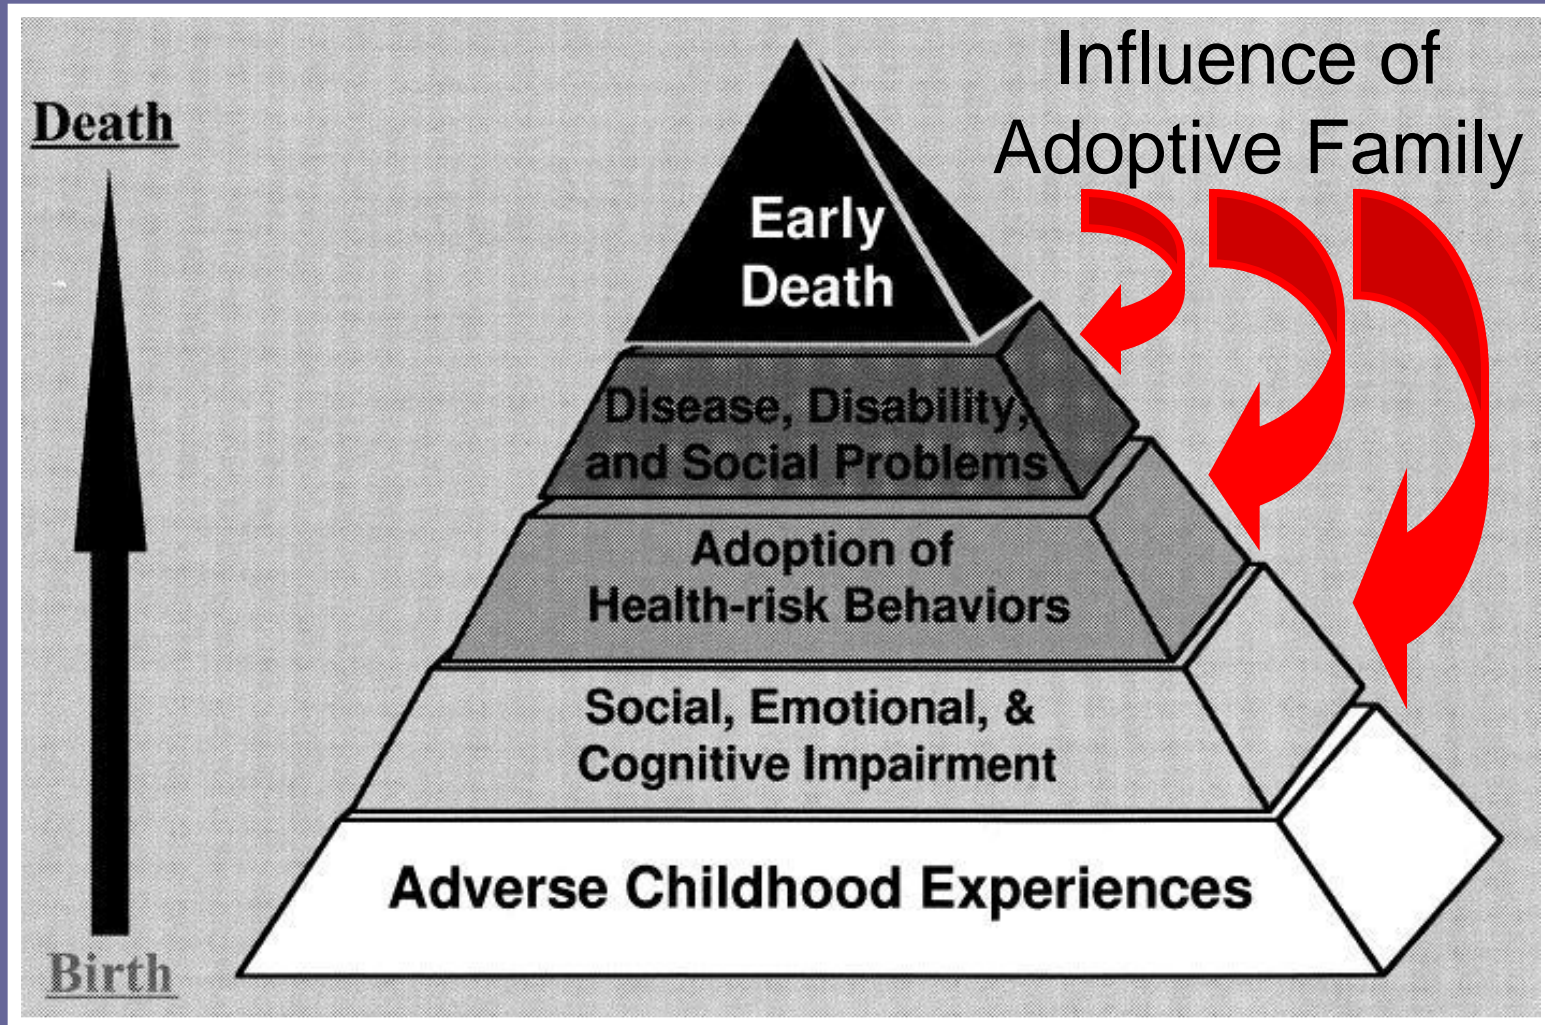 Influence of
Adoptive Family
Death
Early
Death
Disease, Disability,
and Social Problems
Adoption of
Health-risk Behaviors
Social, Emotional, &
Cognitive Impairment
Adverse Childhood Experiences
Birth